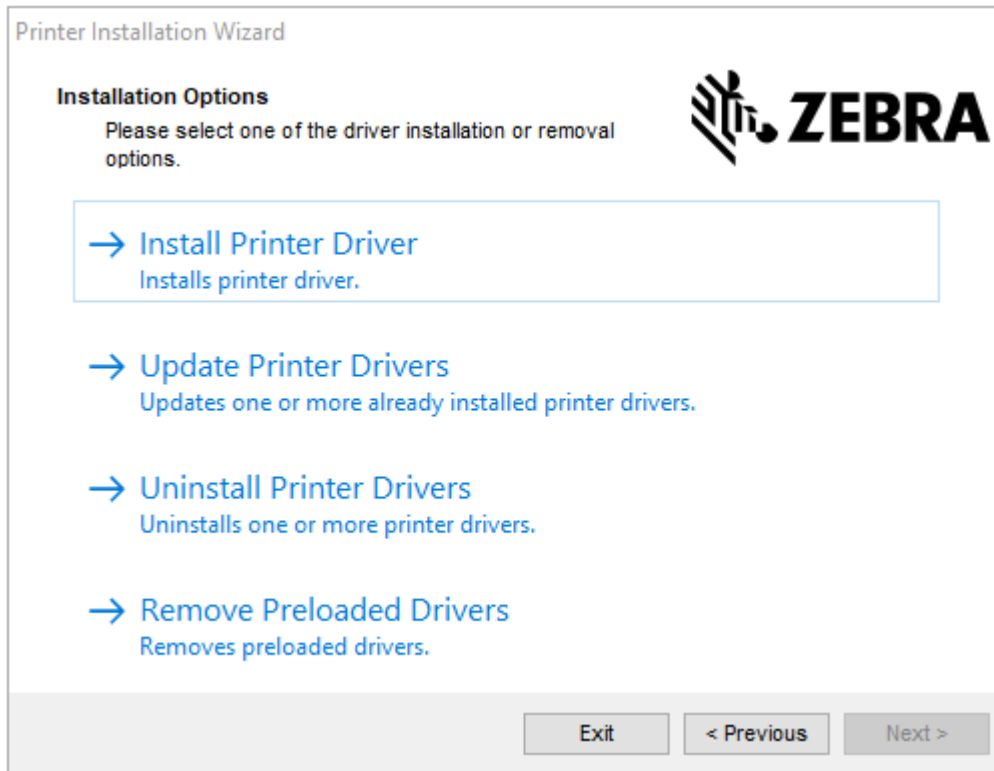 Printer Installation Wizard
Installation Options
Please select one of the driver installation or removal
options.
ZEBRA
Install Printer Driver
Installs printer driver.
Update Printer Drivers
Updates one or more already installed printer drivers.
Uninstall Printer Drivers
Uninstalls one or more printer drivers.
Remove Preloaded Drivers
Removes preloaded drivers.
Exit
< Previous
Next >